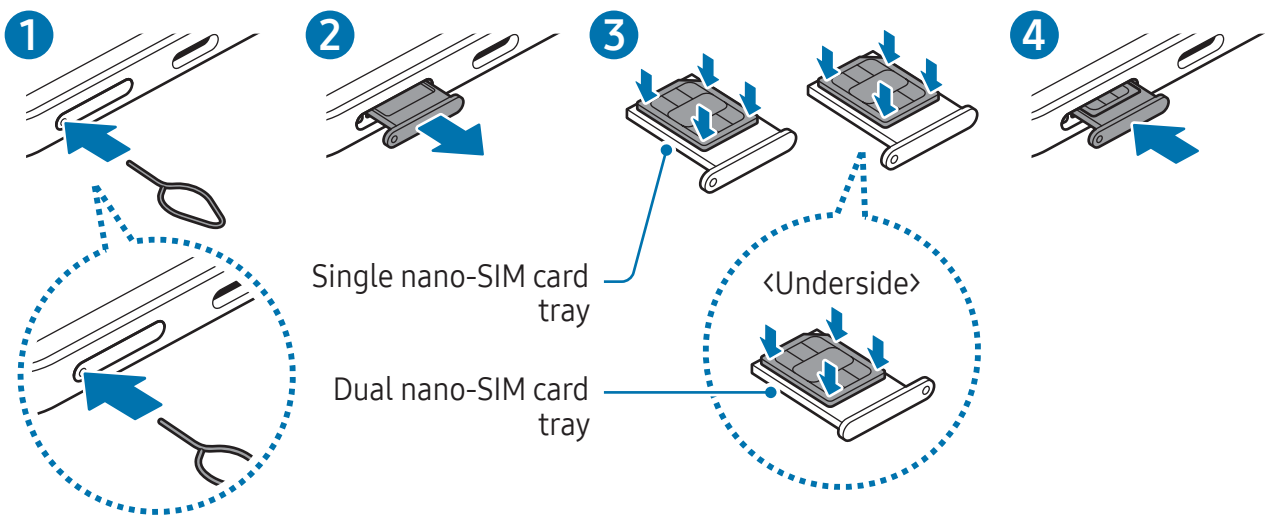 1
2
3
4
Single nano-SIM card
tray
<Underside>
Dual nano-SIM card
tray